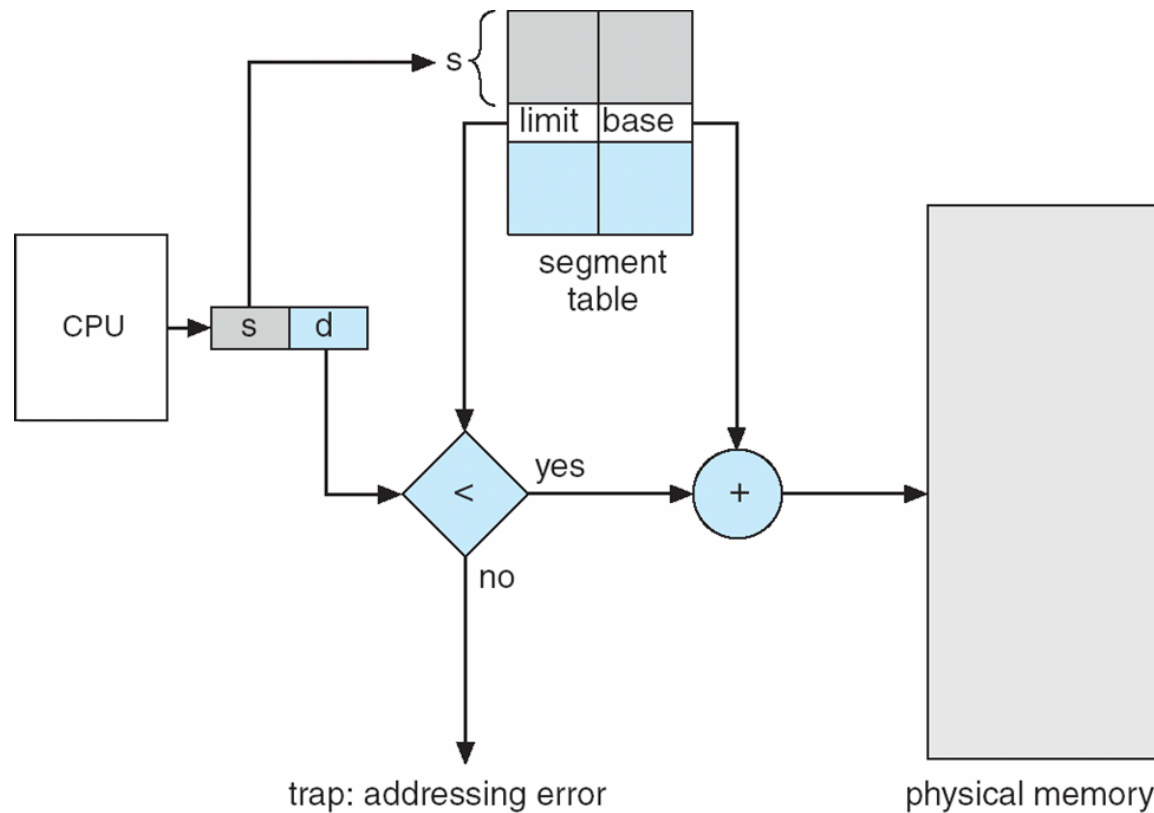 s
limit base
segment
table
CPU
s d
<
yes
+
no
trap: addressing error
physical memory